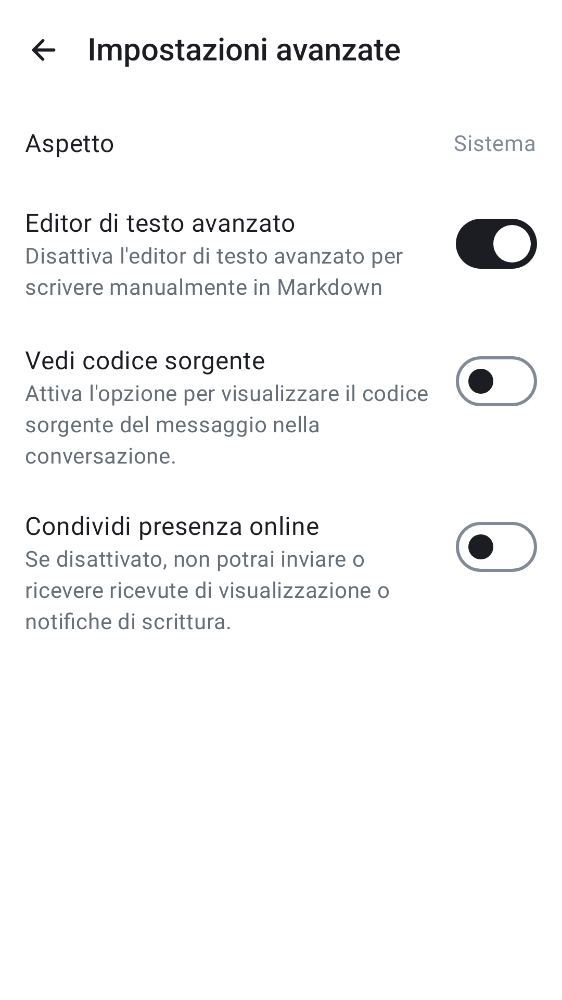 Impostazioni avanzate
Aspetto
Sistema
Editor di testo avanzato
Disattiva l'editor di testo avanzato per
scrivere manualmente in Markdown
Vedi codice sorgente
Attiva l'opzione per visualizzare il codice
sorgente del messaggio nella
conversazione.
Condividi presenza online
Se disattivato, non potrai inviare o
ricevere ricevute di visualizzazione o
notifiche di scrittura.